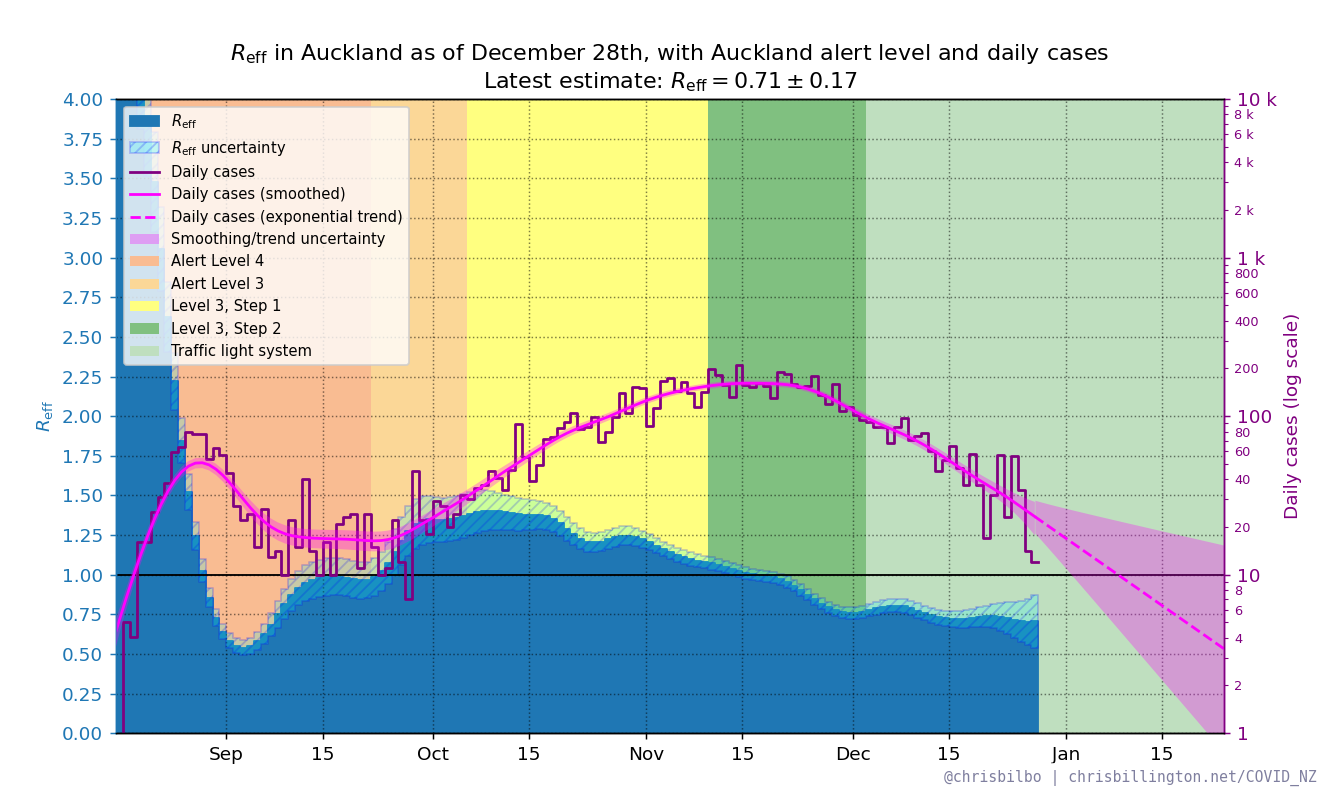 R_eff in Auckland as of December 28th, with Auckland alert level and daily cases
Latest estimate: R_eff = 0.71 ± 0.17
4.00
3.75
3.50
3.25
3.00
2.75
2.50
2.25
2.00
1.75
1.50
1.25
1.00
0.75
0.50
0.25
0.00
R_eff
R_eff
R_eff uncertainty
Daily cases
Daily cases (smoothed)
Daily cases (exponential trend)
Smoothing/trend uncertainty
Alert Level 4
Alert Level 3
Level 3, Step 1
Level 3, Step 2
Traffic light system
10 k
8 k
6 k
4 k
2 k
1 k
800
600
400
200
100
80
60
40
20
10
8
6
4
2
1
Daily cases (log scale)
Sep 15 Oct 15 Nov 15 Dec 15 Jan 15
@chrisbilbo | chrisbillington.net/COVID_NZ